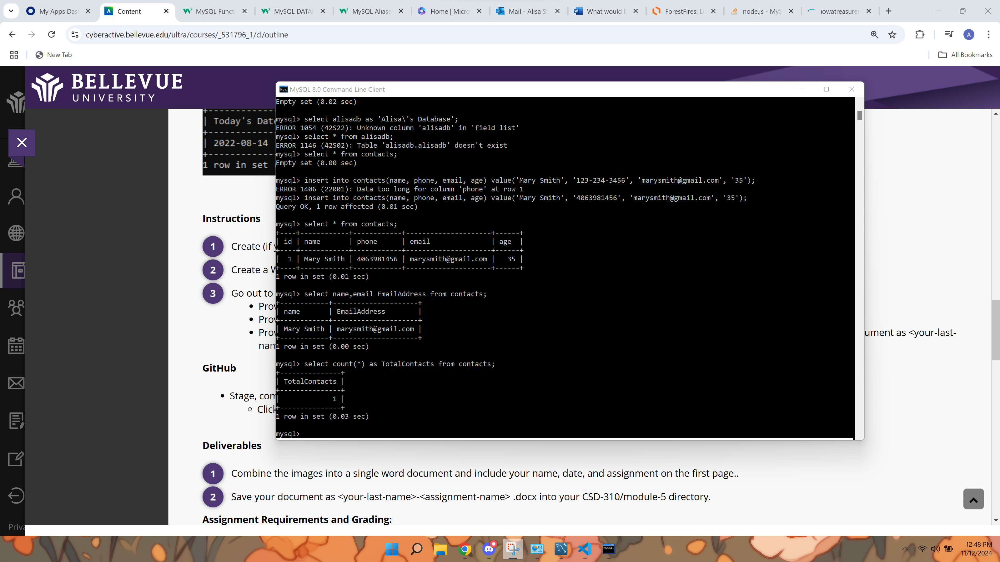 My Apps Das
Content
MySQL Functi
MySQL DATA
MySQL Aliase
Home | Micro
Mail - Alisa St
What would b
ForestFires: Lu
node.js - MyS
iowatreasurer
cyberactive.bellevue.edu/ultra/courses/_531796_1/cl/outline
A
New Tab
All Bookmarks
BELLEVUE
UNIVERSITY
MySQL 8.0 Command Line Client
+------------
| Today's Dat
+------------
| 2022-08-14
+------------
1 row in set
Empty set (0.02 sec)
mysql> select alisadb as 'Alisa\'s Database';
ERROR 1054 (42S22): Unknown column 'alisadb' in 'field list'
mysql> select * from alisadb;
ERROR 1146 (42S02): Table 'alisadb.alisadb' doesn't exist
mysql> select * from contacts;
Empty set (0.00 sec)
mysql> insert into contacts(name, phone, email, age) value('Mary Smith', '123-234-3456', 'marysmith@gmail.com', '35');
ERROR 1406 (22001): Data too long for column 'phone' at row 1
mysql> insert into contacts(name, phone, email, age) value('Mary Smith', '4063981456', 'marysmith@gmail.com', '35');
Query OK, 1 row affected (0.01 sec)
mysql> select * from contacts;
+----+------------+------------+---------------------+------+
| id | name       | phone      | email               | age  |
+----+------------+------------+---------------------+------+
|  1 | Mary Smith | 4063981456 | marysmith@gmail.com |   35 |
+----+------------+------------+---------------------+------+
1 row in set (0.01 sec)
mysql> select name,email EmailAddress from contacts;
+------------+---------------------+
| name       | EmailAddress        |
+------------+---------------------+
| Mary Smith | marysmith@gmail.com |
+------------+---------------------+
1 row in set (0.00 sec)
mysql> select count(*) as TotalContacts from contacts;
+---------------+
| TotalContacts |
+---------------+
|             1 |
+---------------+
1 row in set (0.03 sec)
mysql>
Instructions
1 Create (if y
2 Create a W
3 Go out to
• Prov
• Prov
• Prov
ument as <your-last-
nam
GitHub
• Stage, com
○ Click
Deliverables
1 Combine the images into a single word document and include your name, date, and assignment on the first page..
2 Save your document as <your-last-name>-<assignment-name> .docx into your CSD-310/module-5 directory.
Assignment Requirements and Grading:
Priva
12:48 PM
11/12/2024